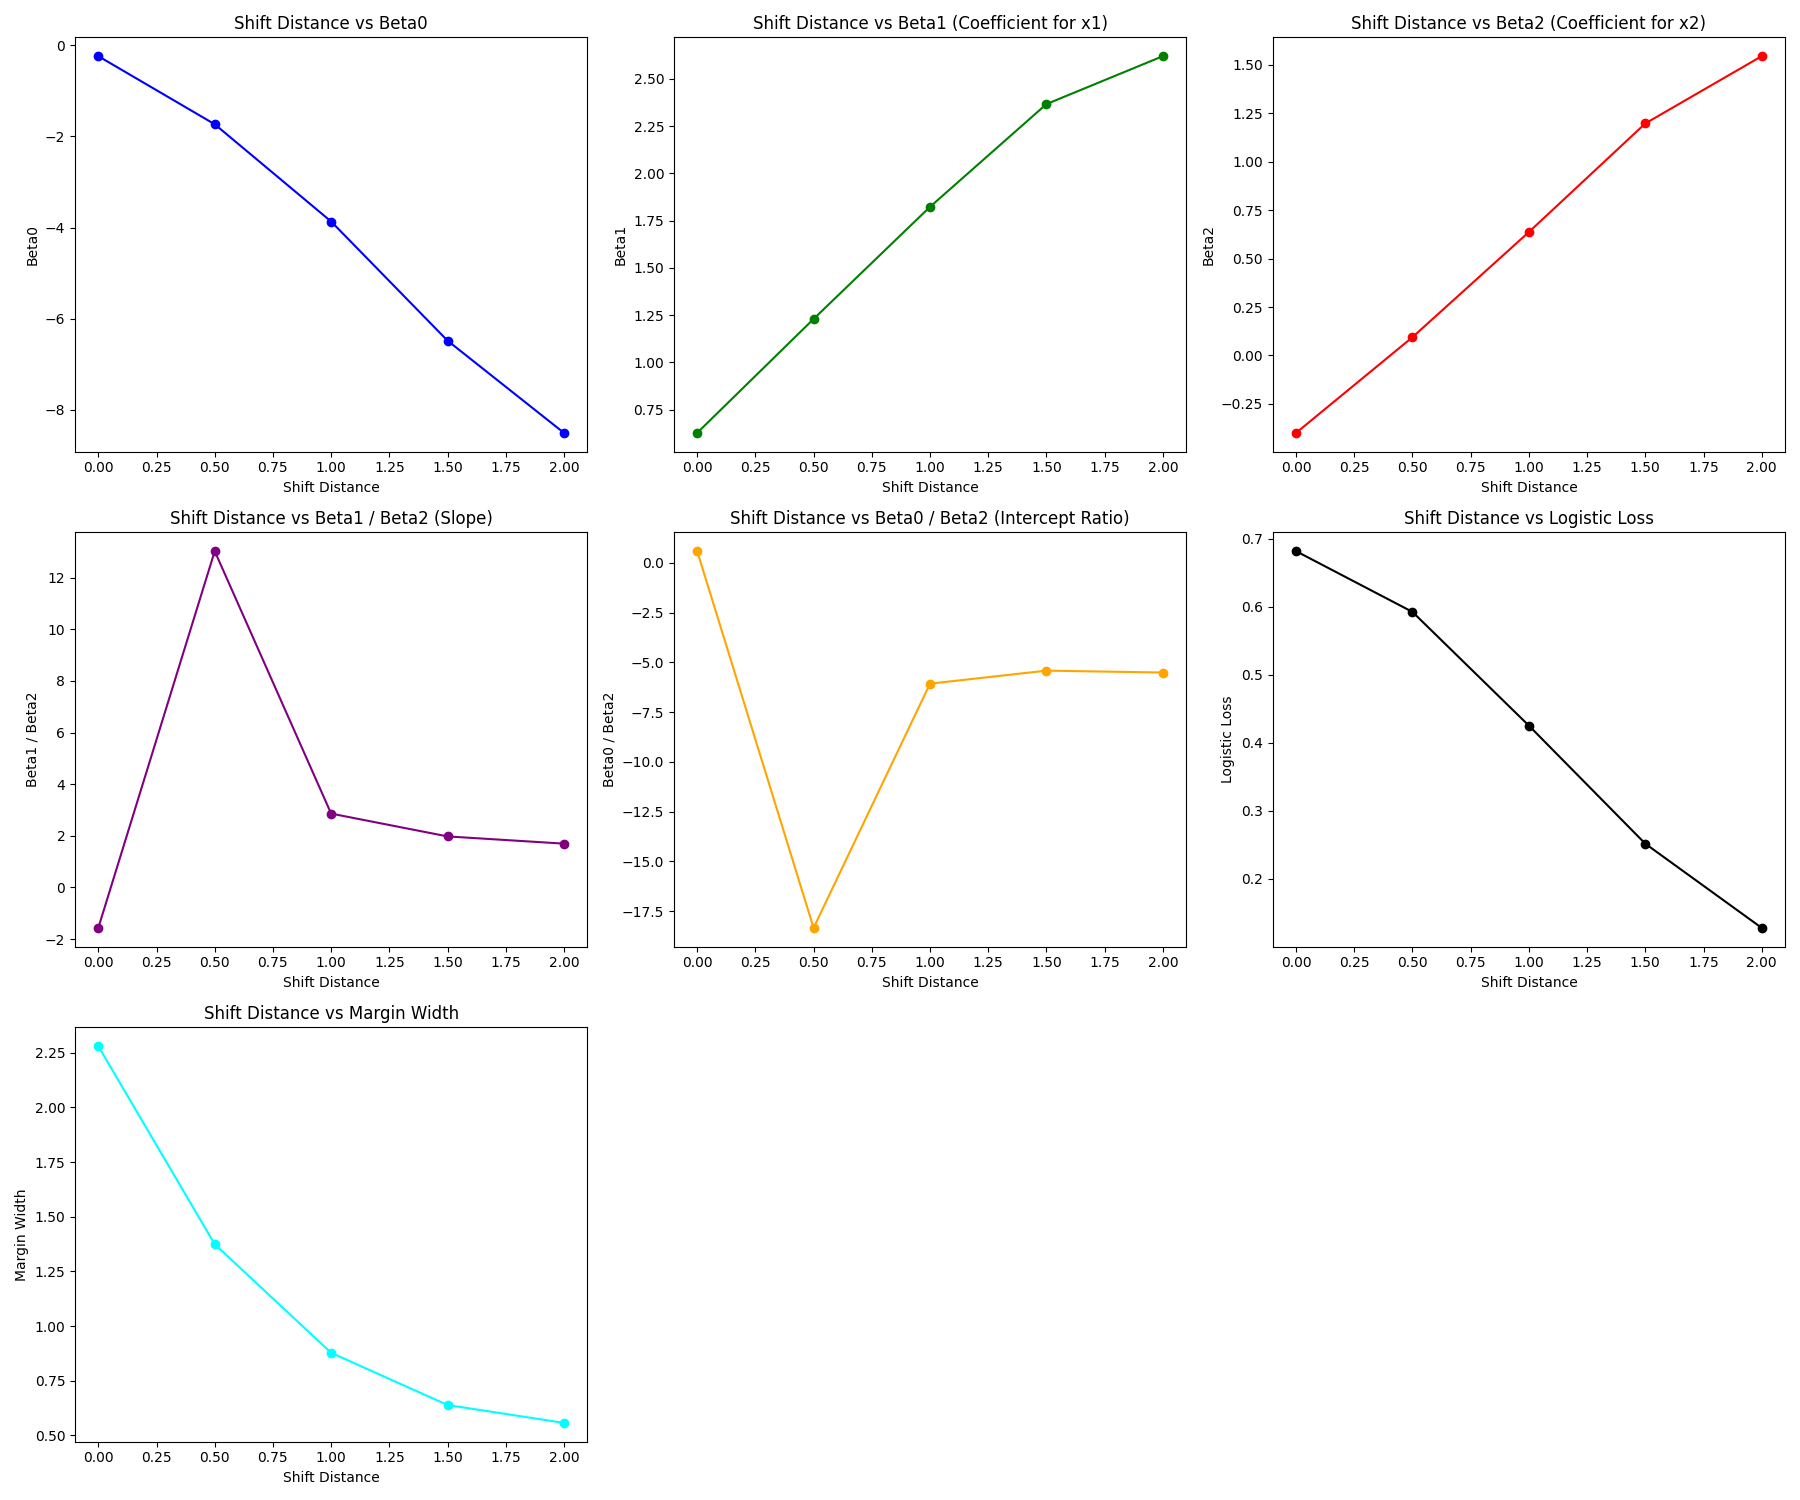 Shift Distance vs Beta0
0
−2
−4
−6
−8
Beta0
0.00 0.25 0.50 0.75 1.00 1.25 1.50 1.75 2.00
Shift Distance
Shift Distance vs Beta1 (Coefficient for x1)
2.50
2.25
2.00
1.75
1.50
1.25
1.00
0.75
Beta1
0.00 0.25 0.50 0.75 1.00 1.25 1.50 1.75 2.00
Shift Distance
Shift Distance vs Beta2 (Coefficient for x2)
1.50
1.25
1.00
0.75
0.50
0.25
0.00
−0.25
Beta2
0.00 0.25 0.50 0.75 1.00 1.25 1.50 1.75 2.00
Shift Distance
Shift Distance vs Beta1 / Beta2 (Slope)
12
10
8
6
4
2
0
−2
Beta1 / Beta2
0.00 0.25 0.50 0.75 1.00 1.25 1.50 1.75 2.00
Shift Distance
Shift Distance vs Beta0 / Beta2 (Intercept Ratio)
0.0
−2.5
−5.0
−7.5
−10.0
−12.5
−15.0
−17.5
Beta0 / Beta2
0.00 0.25 0.50 0.75 1.00 1.25 1.50 1.75 2.00
Shift Distance
Shift Distance vs Logistic Loss
0.7
0.6
0.5
0.4
0.3
0.2
Logistic Loss
0.00 0.25 0.50 0.75 1.00 1.25 1.50 1.75 2.00
Shift Distance
Shift Distance vs Margin Width
2.25
2.00
1.75
1.50
1.25
1.00
0.75
0.50
Margin Width
0.00 0.25 0.50 0.75 1.00 1.25 1.50 1.75 2.00
Shift Distance